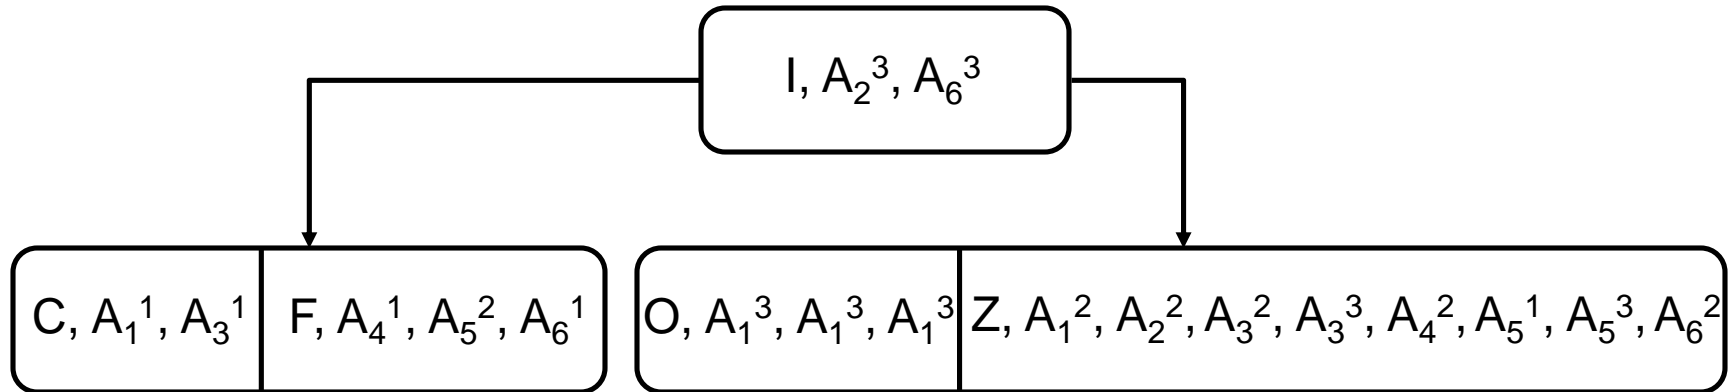 I, A₂³, A₆³
C, A₁¹, A₃¹
F, A₄¹, A₅², A₆¹
O, A₁³, A₁³, A₁³
Z, A₁², A₂², A₃², A₃³, A₄², A₅¹, A₅³, A₆²